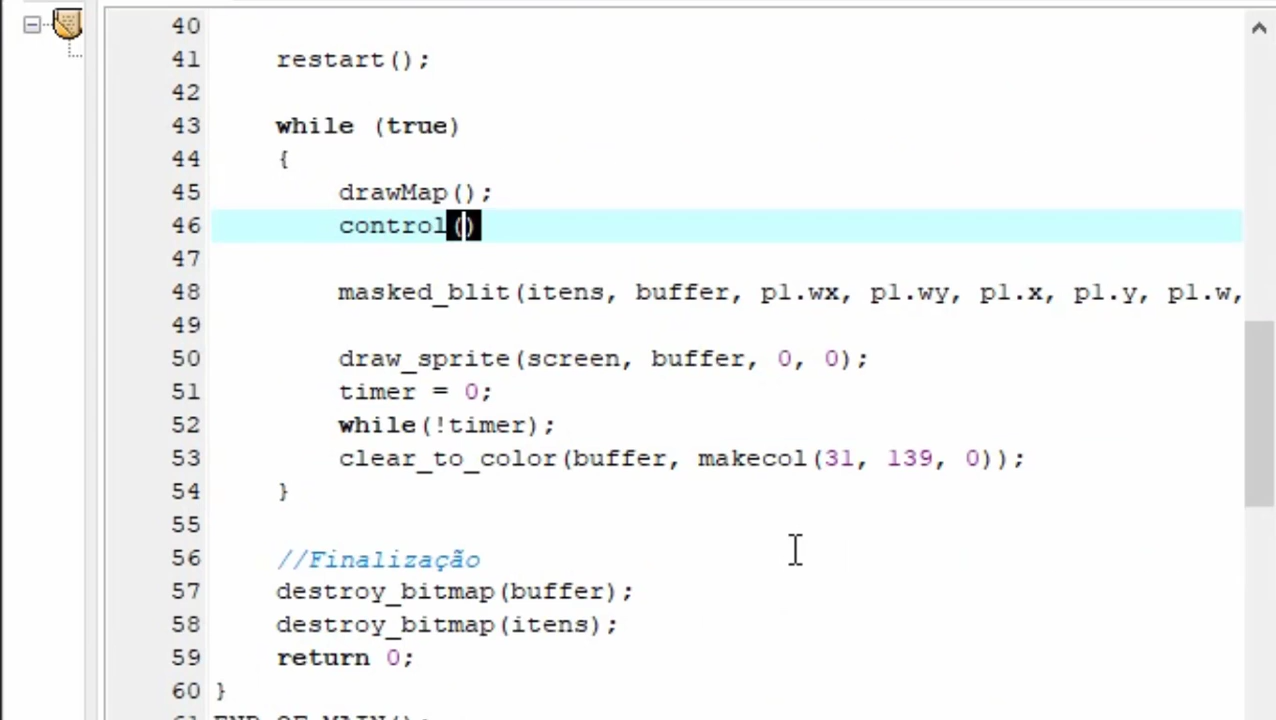 40
41 restart();
42
43 while (true)
44 {
45 drawMap();
46 control()
47
48 masked_blit(itens, buffer, pl.wx, pl.wy, pl.x, pl.y, pl.w,
49
50 draw_sprite(screen, buffer, 0, 0);
51 timer = 0;
52 while(!timer);
53 clear_to_color(buffer, makecol(31, 139, 0));
54 }
55
56 //Finalização
57 destroy_bitmap(buffer);
58 destroy_bitmap(itens);
59 return 0;
60 }
61 END_OF_MAIN();